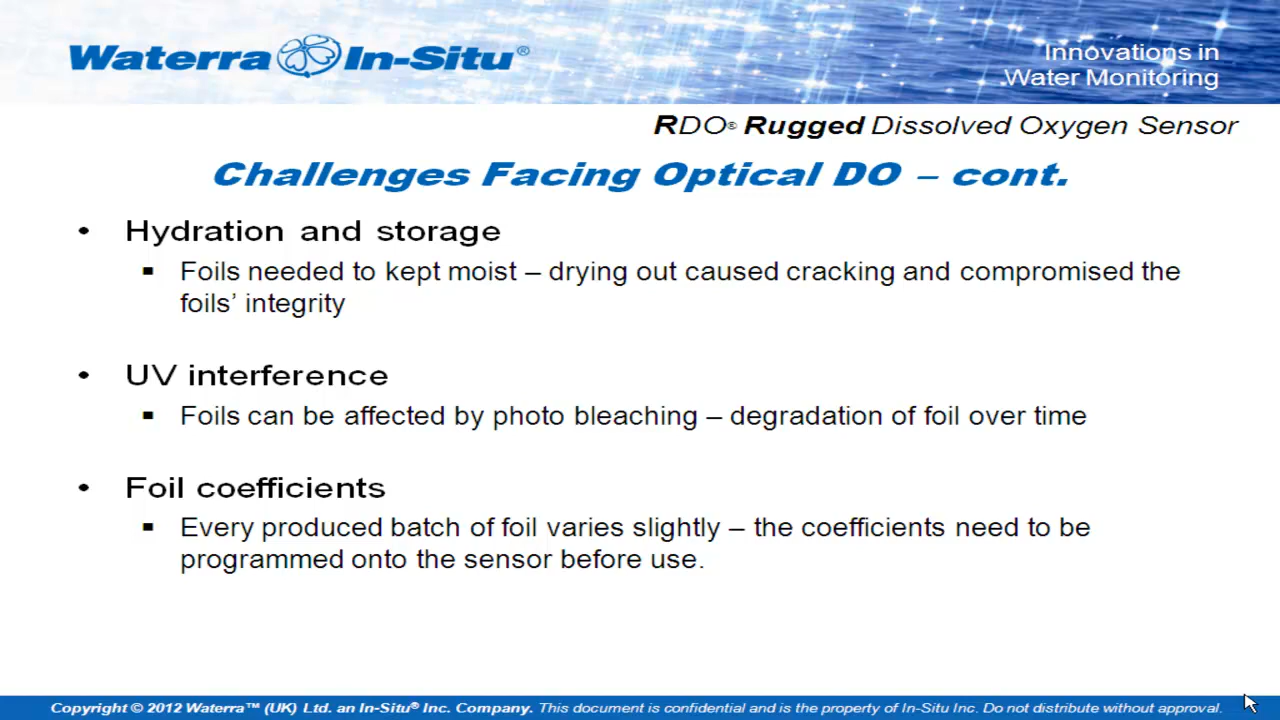 Waterra In-Situ®
Innovations in
Water Monitoring
RDO® Rugged Dissolved Oxygen Sensor
Challenges Facing Optical DO – cont.
• Hydration and storage
▪ Foils needed to kept moist – drying out caused cracking and compromised the
foils’ integrity
• UV interference
▪ Foils can be affected by photo bleaching – degradation of foil over time
• Foil coefficients
▪ Every produced batch of foil varies slightly – the coefficients need to be
programmed onto the sensor before use.
Copyright © 2012 Waterra™ (UK) Ltd. an In-Situ® Inc. Company. This document is confidential and is the property of In-Situ Inc. Do not distribute without approval.